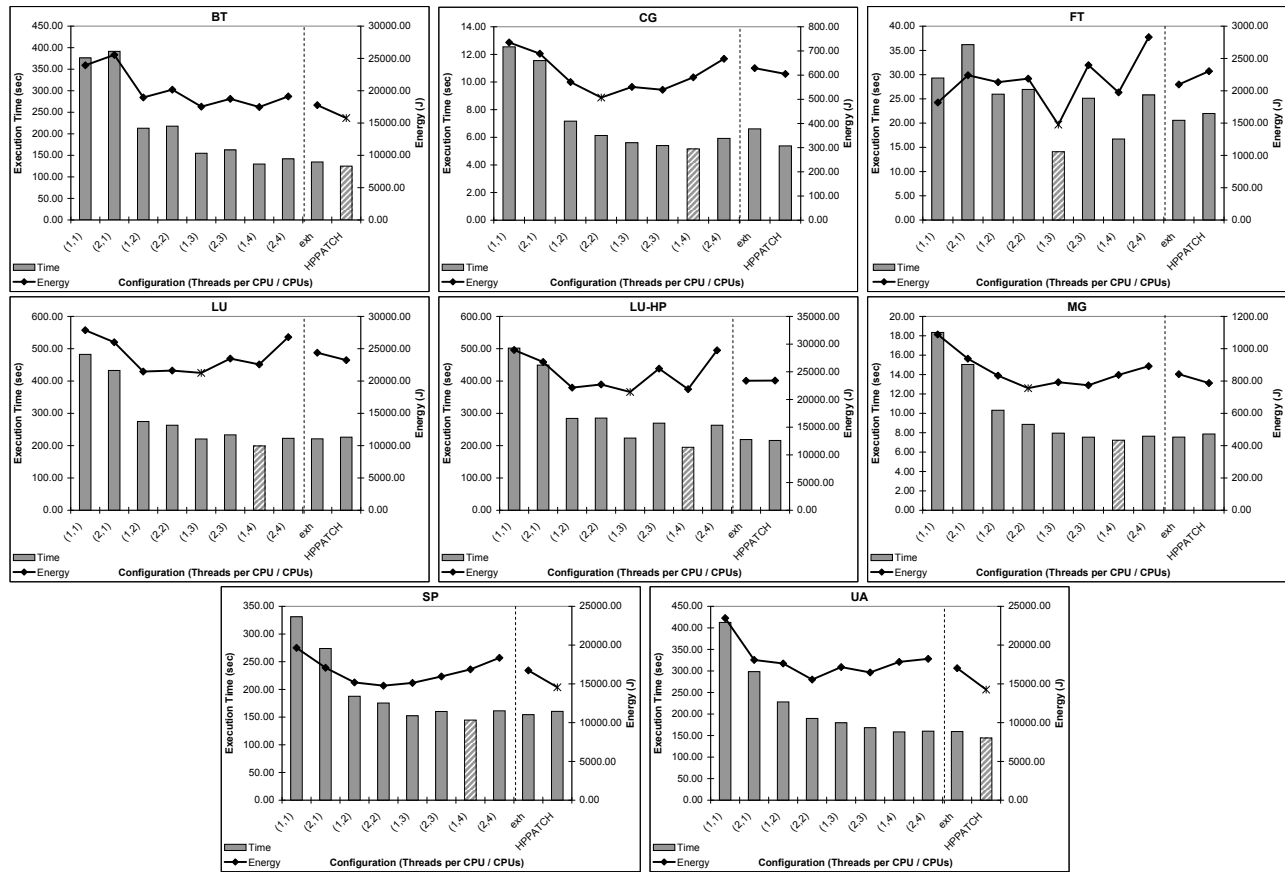 BT
Execution Time (sec)
450.00
400.00
350.00
300.00
250.00
200.00
150.00
100.00
50.00
0.00
30000.00
25000.00
20000.00
15000.00
10000.00
5000.00
0.00
Energy (J)
(1,1) (2,1) (1,2) (2,2) (1,3) (2,3) (1,4) (2,4) exh HPPATCH
Time
Energy
Configuration (Threads per CPU / CPUs)
CG
Execution Time (sec)
14.00
12.00
10.00
8.00
6.00
4.00
2.00
0.00
800.00
700.00
600.00
500.00
400.00
300.00
200.00
100.00
0.00
Energy (J)
(1,1) (2,1) (1,2) (2,2) (1,3) (2,3) (1,4) (2,4) exh HPPATCH
Time
Energy
Configuration (Threads per CPU / CPUs)
FT
Execution Time (sec)
40.00
35.00
30.00
25.00
20.00
15.00
10.00
5.00
0.00
3000.00
2500.00
2000.00
1500.00
1000.00
500.00
0.00
Energy (J)
(1,1) (2,1) (1,2) (2,2) (1,3) (2,3) (1,4) (2,4) exh HPPATCH
Time
Energy
Configuration (Threads per CPU / CPUs)
LU
Execution Time (sec)
600.00
500.00
400.00
300.00
200.00
100.00
0.00
30000.00
25000.00
20000.00
15000.00
10000.00
5000.00
0.00
Energy (J)
(1,1) (2,1) (1,2) (2,2) (1,3) (2,3) (1,4) (2,4) exh HPPATCH
Time
Energy
Configuration (Threads per CPU / CPUs)
LU-HP
Execution Time (sec)
600.00
500.00
400.00
300.00
200.00
100.00
0.00
35000.00
30000.00
25000.00
20000.00
15000.00
10000.00
5000.00
0.00
Energy (J)
(1,1) (2,1) (1,2) (2,2) (1,3) (2,3) (1,4) (2,4) exh HPPATCH
Time
Energy
Configuration (Threads per CPU / CPUs)
MG
Execution Time (sec)
20.00
18.00
16.00
14.00
12.00
10.00
8.00
6.00
4.00
2.00
0.00
1200.00
1000.00
800.00
600.00
400.00
200.00
0.00
Energy (J)
(1,1) (2,1) (1,2) (2,2) (1,3) (2,3) (1,4) (2,4) exh HPPATCH
Time
Energy
Configuration (Threads per CPU / CPUs)
SP
Execution Time (sec)
350.00
300.00
250.00
200.00
150.00
100.00
50.00
0.00
25000.00
20000.00
15000.00
10000.00
5000.00
0.00
Energy (J)
(1,1) (2,1) (1,2) (2,2) (1,3) (2,3) (1,4) (2,4) exh HPPATCH
Time
Energy
Configuration (Threads per CPU / CPUs)
UA
Execution Time (sec)
450.00
400.00
350.00
300.00
250.00
200.00
150.00
100.00
50.00
0.00
25000.00
20000.00
15000.00
10000.00
5000.00
0.00
Energy (J)
(1,1) (2,1) (1,2) (2,2) (1,3) (2,3) (1,4) (2,4) exh HPPATCH
Time
Energy
Configuration (Threads per CPU / CPUs)